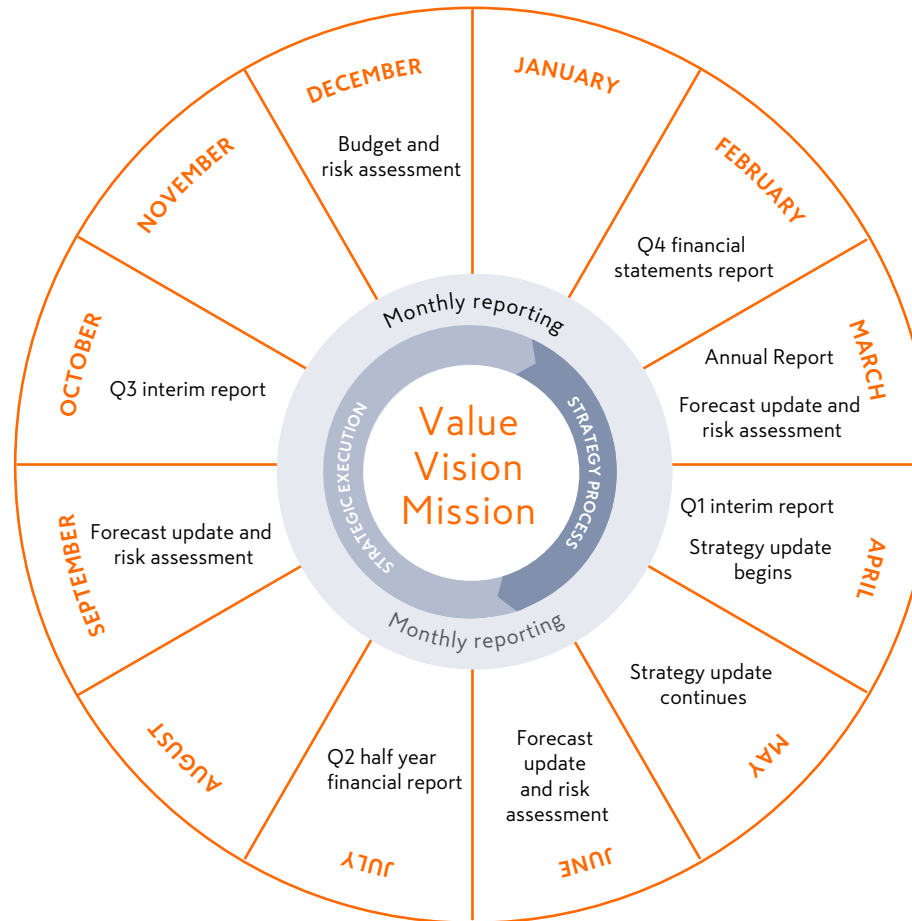 JANUARY
FEBRUARY
Q4 financial
statements report
MARCH
Annual Report
Forecast update and
risk assessment
APRIL
Q1 interim report
Strategy update
begins
MAY
Strategy update
continues
JUNE
Forecast
update
and risk
assessment
JULY
Q2 half year
financial report
AUGUST
SEPTEMBER
Forecast update and
risk assessment
OCTOBER
Q3 interim report
NOVEMBER
DECEMBER
Budget and
risk assessment
Monthly reporting
STRATEGY PROCESS
STRATEGIC EXECUTION
Value
Vision
Mission
Monthly reporting